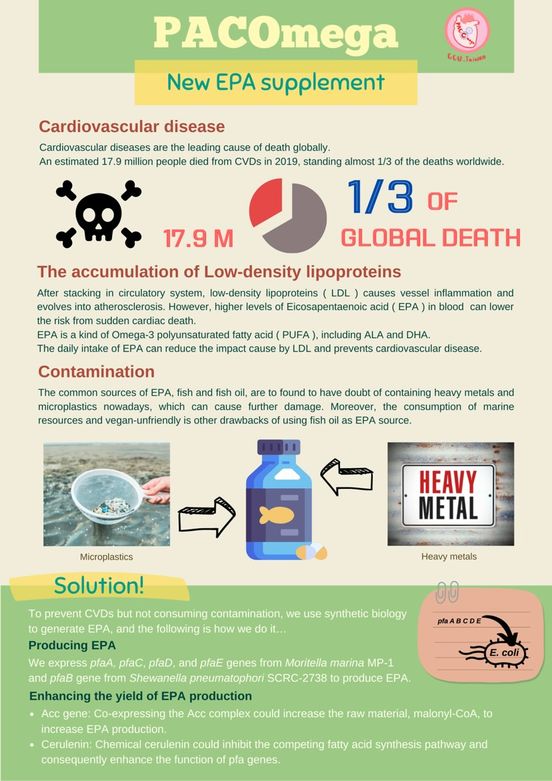 PACOmega
CCU_Taiwan
New EPA supplement
Cardiovascular disease
Cardiovascular diseases are the leading cause of death globally.
An estimated 17.9 million people died from CVDs in 2019, standing almost 1/3 of the deaths worldwide.
17.9 M
1/3 OF
GLOBAL DEATH
The accumulation of Low-density lipoproteins
After stacking in circulatory system, low-density lipoproteins ( LDL ) causes vessel inflammation and
evolves into atherosclerosis. However, higher levels of Eicosapentaenoic acid ( EPA ) in blood can lower
the risk from sudden cardiac death.
EPA is a kind of Omega-3 polyunsaturated fatty acid ( PUFA ), including ALA and DHA.
The daily intake of EPA can reduce the impact cause by LDL and prevents cardiovascular disease.
Contamination
The common sources of EPA, fish and fish oil, are to found to have doubt of containing heavy metals and
microplastics nowadays, which can cause further damage. Moreover, the consumption of marine
resources and vegan-unfriendly is other drawbacks of using fish oil as EPA source.
HEAVY
METAL
Microplastics
Heavy metals
Solution!
To prevent CVDs but not consuming contamination, we use synthetic biology
to generate EPA, and the following is how we do it…
Producing EPA
We express pfaA, pfaC, pfaD, and pfaE genes from Moritella marina MP-1
and pfaB gene from Shewanella pneumatophori SCRC-2738 to produce EPA.
pfa A B C D E
E. coli
Enhancing the yield of EPA production
• Acc gene: Co-expressing the Acc complex could increase the raw material, malonyl-CoA, to
increase EPA production.
• Cerulenin: Chemical cerulenin could inhibit the competing fatty acid synthesis pathway and
consequently enhance the function of pfa genes.